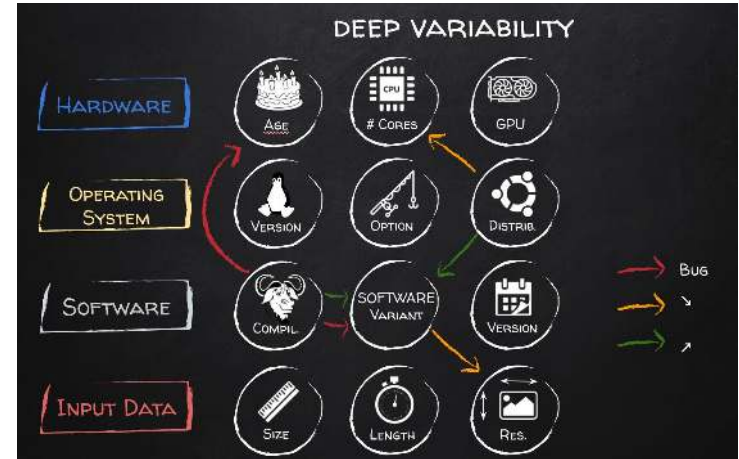 DEEP VARIABILITY
HARDWARE
CPU
AGE
# CORES
GPU
OPERATING
SYSTEM
VERSION
OPTION
DISTRIB.
BUG
SOFTWARE
COMPIL.
SOFTWARE
VARIANT
VERSION
INPUT DATA
SIZE
LENGTH
RES.